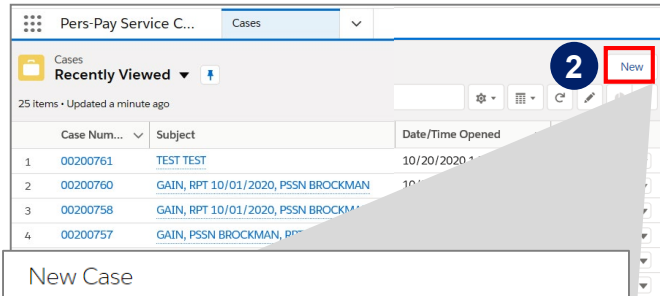 Pers-Pay Service C... Cases
Cases
Recently Viewed
2
New
25 items • Updated a minute ago
Case Num... Subject Date/Time Opened
1 00200761 TEST TEST 10/20/2020
2 00200760 GAIN, RPT 10/01/2020, PSSN BROCKMAN
3 00200758 GAIN, RPT 10/01/2020, PSSN
4 00200757 GAIN, PSSN BROCKMAN,
New Case